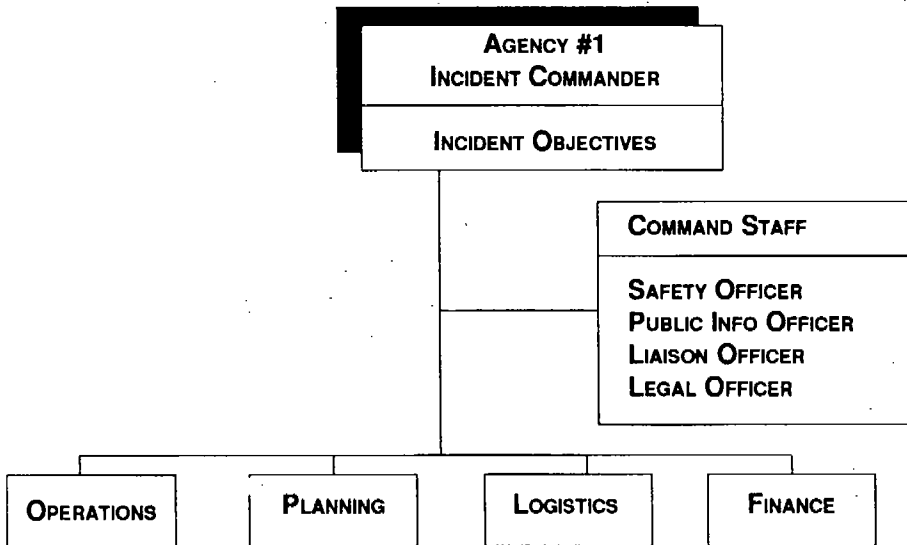 AGENCY #1
INCIDENT COMMANDER
INCIDENT OBJECTIVES
COMMAND STAFF
SAFETY OFFICER
PUBLIC INFO OFFICER
LIAISON OFFICER
LEGAL OFFICER
OPERATIONS
PLANNING
LOGISTICS
FINANCE